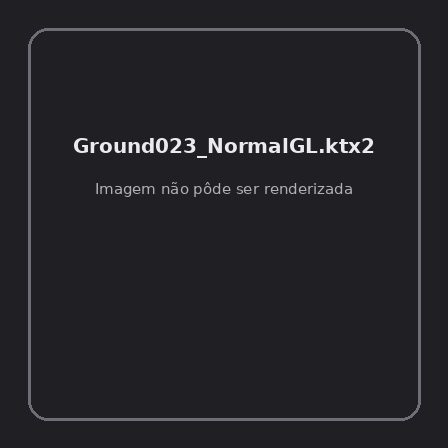 Ground023_NormalGL.ktx2
Imagem não pôde ser renderizada